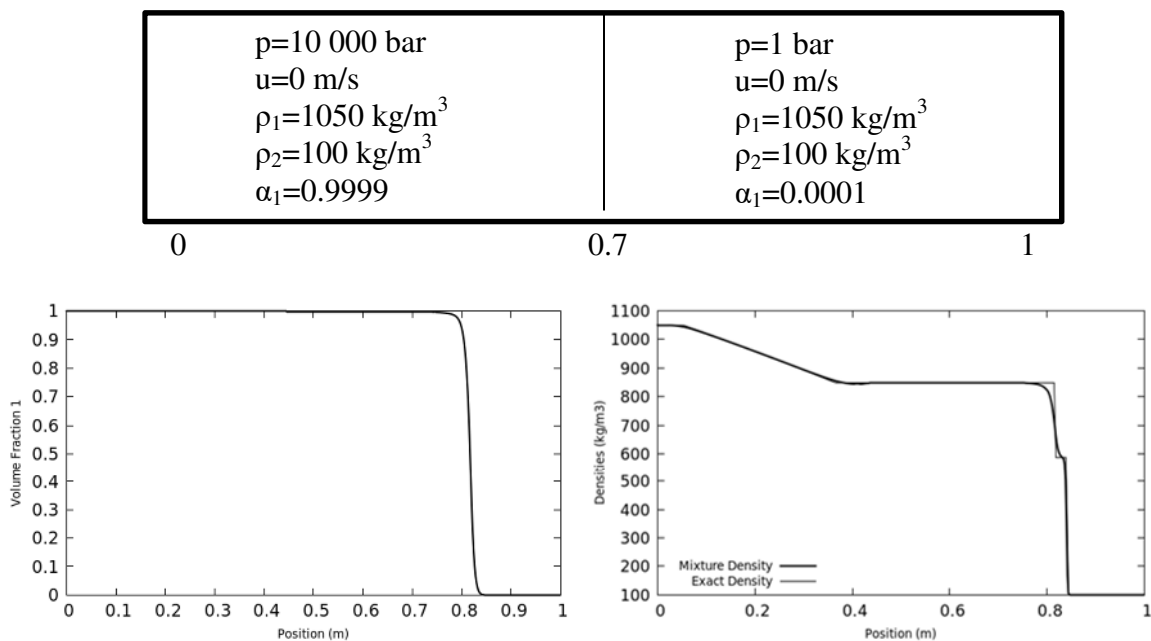 p=10 000 bar
u=0 m/s
ρ₁=1050 kg/m³
ρ₂=100 kg/m³
α₁=0.9999
p=1 bar
u=0 m/s
ρ₁=1050 kg/m³
ρ₂=100 kg/m³
α₁=0.0001
0 0.7 1
Volume Fraction 1
1
0.9
0.8
0.7
0.6
0.5
0.4
0.3
0.2
0.1
0
0 0.1 0.2 0.3 0.4 0.5 0.6 0.7 0.8 0.9 1
Position (m)
Densities (kg/m3)
1100
1000
900
800
700
600
500
400
300
200
100
Mixture Density
Exact Density
0 0.2 0.4 0.6 0.8 1
Position (m)